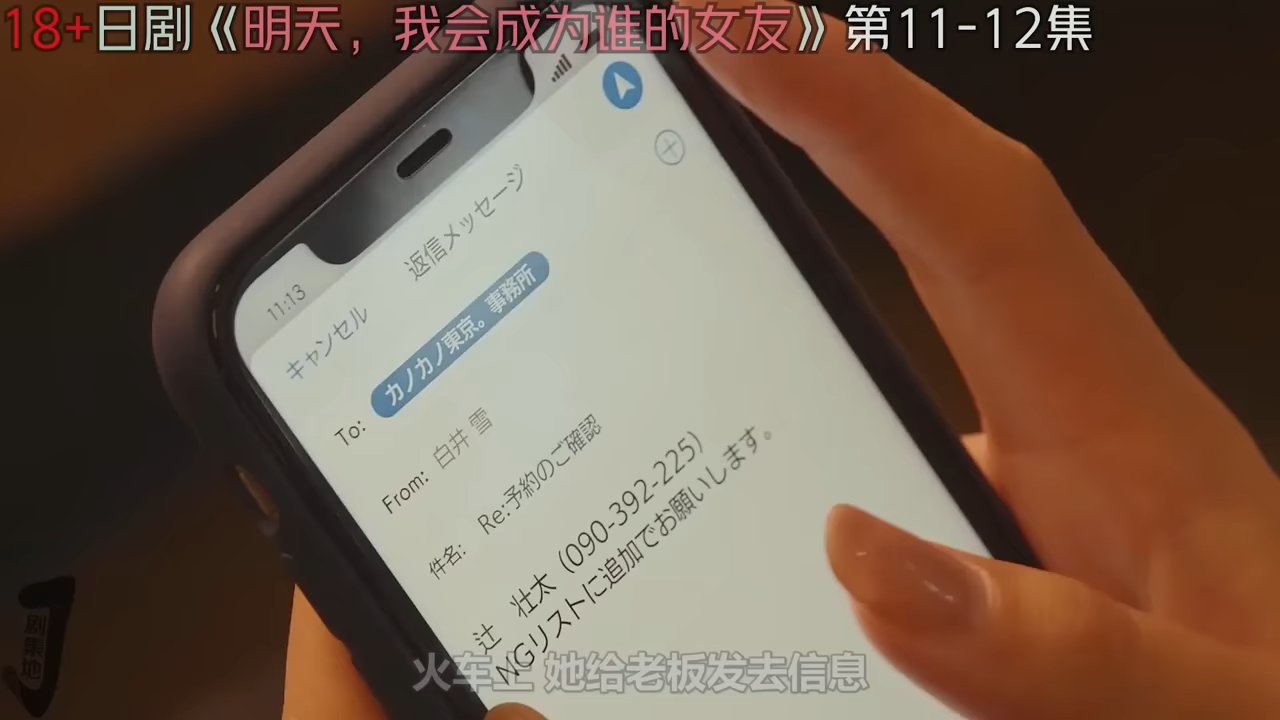 18+日剧《明天，我会成为谁的女友》第11-12集
11:13
キャンセル
返信メッセージ
To: カノカノ東京。事務所
From: 白井 雪
件名: Re:予約のご確認
辻 壮太（090-392-225）
NGリストに追加でお願いします。
剧集地
火车上 她给老板发去信息